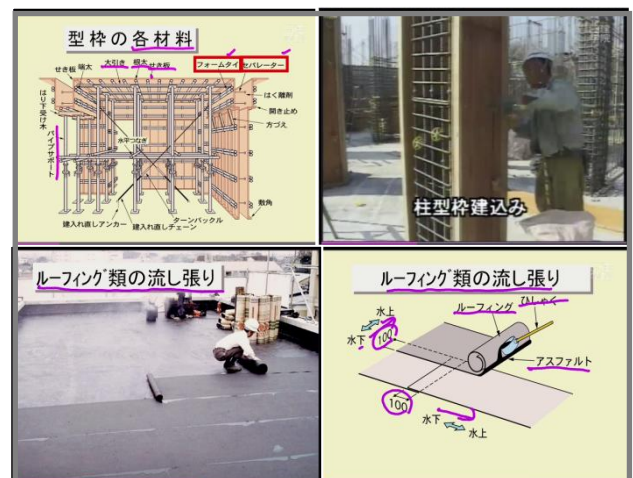 型枠の各材料
せき板
端太
大引き
根太
せき板
フォームタイ
セパレーター
はく離剤
開き止め
方づえ
はり下受け木
パイプサポート
水平つなぎ
敷角
ターンバックル
建入れ直しアンカー
建入れ直しチェーン
柱型枠建込み
ルーフィング類の流し張り
ルーフィング類の流し張り
ルーフィング
ひしゃく
水上
水下
100
アスファルト
100
水下
水上